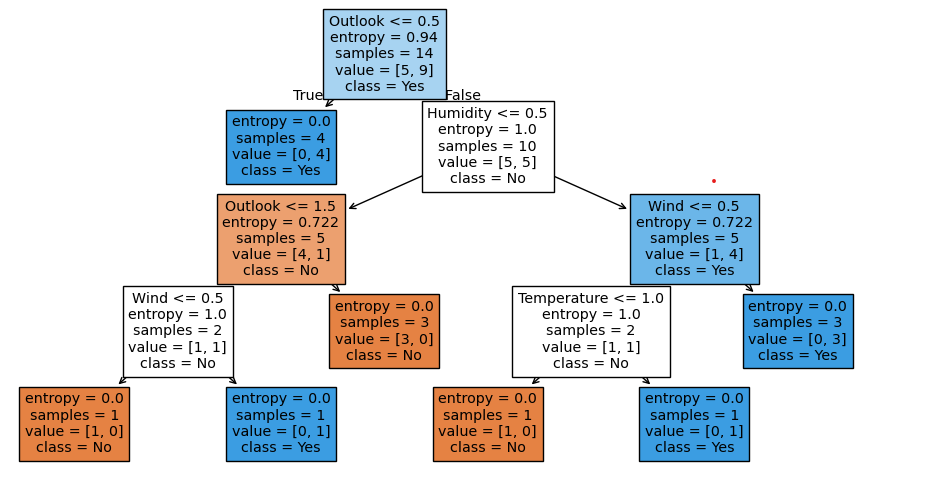 Outlook <= 0.5
entropy = 0.94
samples = 14
value = [5, 9]
class = Yes
True
False
entropy = 0.0
samples = 4
value = [0, 4]
class = Yes
Humidity <= 0.5
entropy = 1.0
samples = 10
value = [5, 5]
class = No
Outlook <= 1.5
entropy = 0.722
samples = 5
value = [4, 1]
class = No
Wind <= 0.5
entropy = 0.722
samples = 5
value = [1, 4]
class = Yes
Wind <= 0.5
entropy = 1.0
samples = 2
value = [1, 1]
class = No
entropy = 0.0
samples = 3
value = [3, 0]
class = No
Temperature <= 1.0
entropy = 1.0
samples = 2
value = [1, 1]
class = No
entropy = 0.0
samples = 3
value = [0, 3]
class = Yes
entropy = 0.0
samples = 1
value = [1, 0]
class = No
entropy = 0.0
samples = 1
value = [0, 1]
class = Yes
entropy = 0.0
samples = 1
value = [1, 0]
class = No
entropy = 0.0
samples = 1
value = [0, 1]
class = Yes